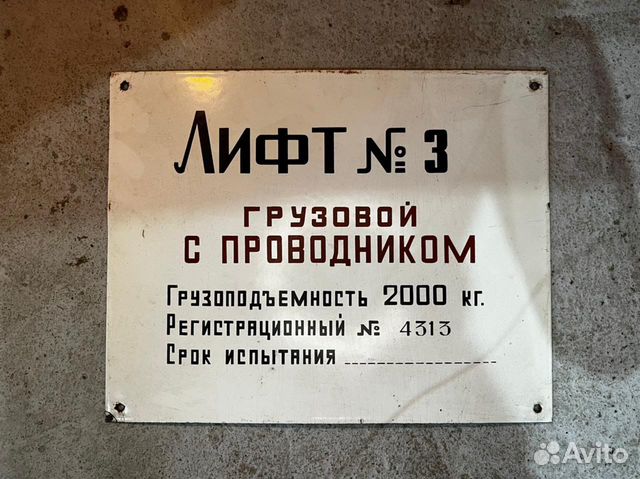 Лифт № 3
ГРУЗОВОЙ
С ПРОВОДНИКОМ
Грузоподъемность 2000 кг.
Регистрационный № 4313
Срок испытания
Avito